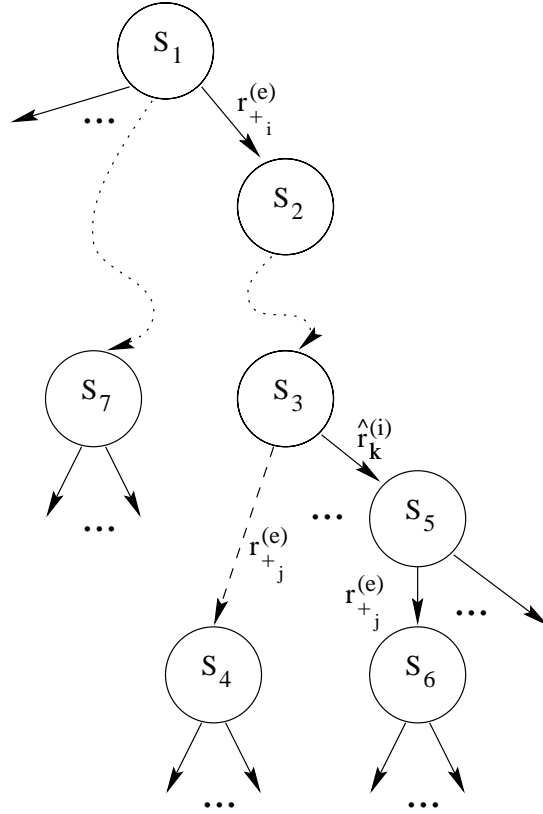 S₁
...
r₊ᵢ⁽ᵉ⁾
S₂
S₇
S₃
r̂ₖ⁽ⁱ⁾
...
...
S₅
r₊ⱼ⁽ᵉ⁾
r₊ⱼ⁽ᵉ⁾
...
S₄
S₆
...
...